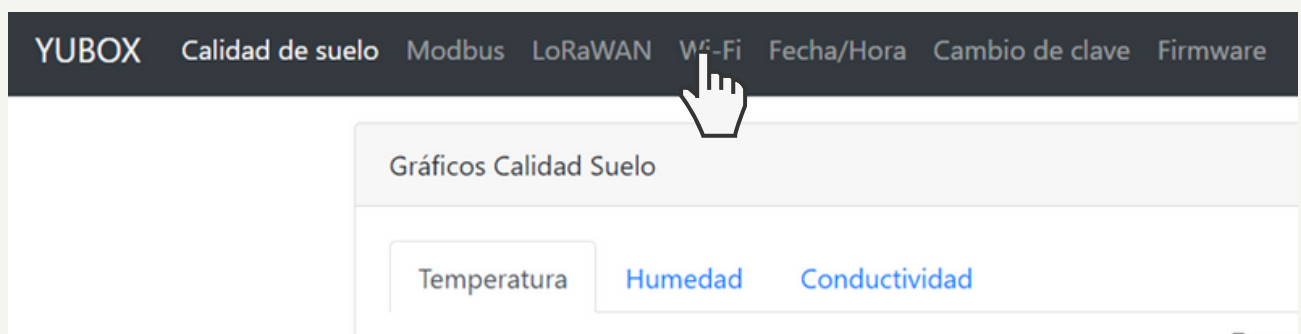 YUBOX Calidad de suelo Modbus LoRaWAN Wi-Fi Fecha/Hora Cambio de clave Firmware
Gráficos Calidad Suelo
Temperatura Humedad Conductividad